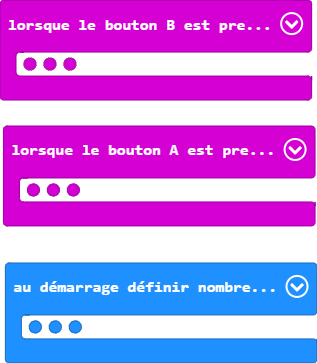 lorsque le bouton B est pre...
lorsque le bouton A est pre...
au démarrage définir nombre...